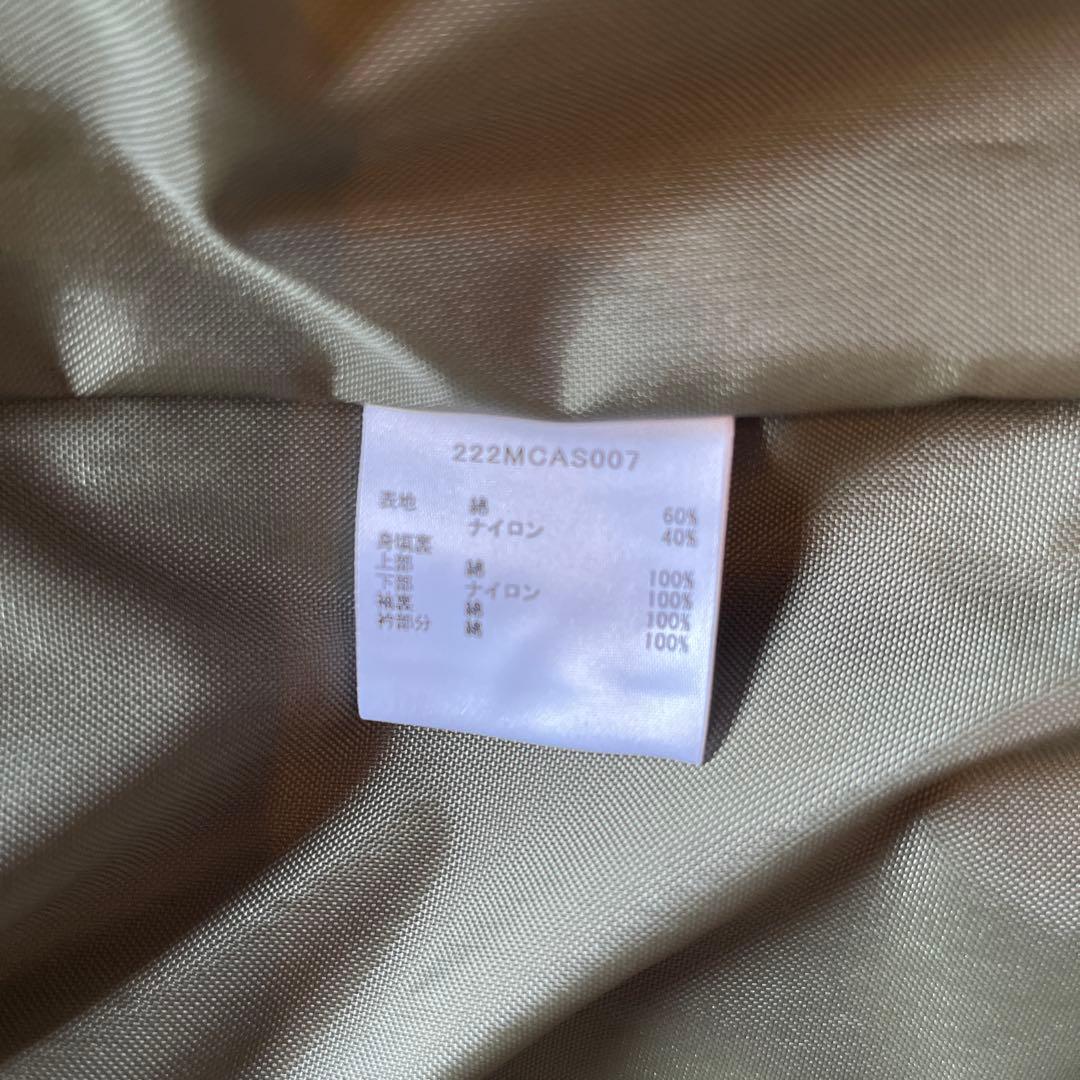 222MCAS007
表地 綿 60%
ナイロン 40%
身頃裏
上部 綿 100%
下部 ナイロン 100%
袖裏 綿 100%
衿部分 綿 100%